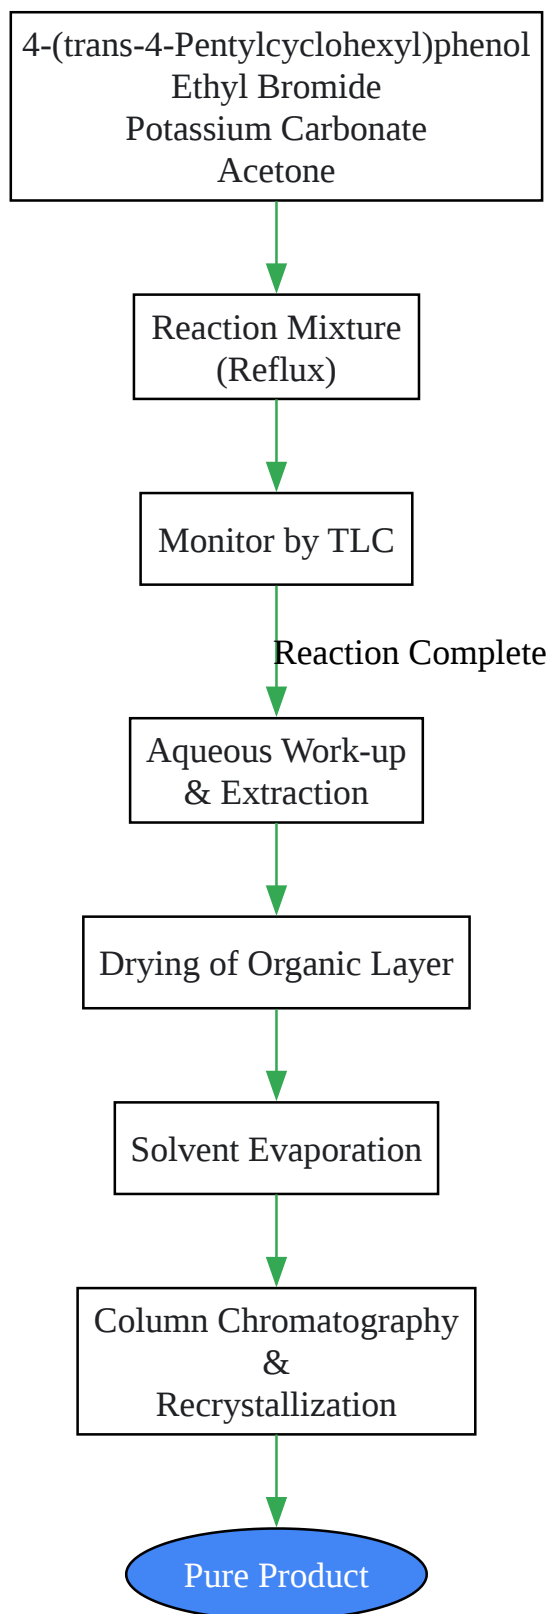 4-(trans-4-Pentylcyclohexyl)phenol
Ethyl Bromide
Potassium Carbonate
Acetone
Reaction Mixture
(Reflux)
Monitor by TLC
Reaction Complete
Aqueous Work-up
& Extraction
Drying of Organic Layer
Solvent Evaporation
Column Chromatography
&
Recrystallization
Pure Product